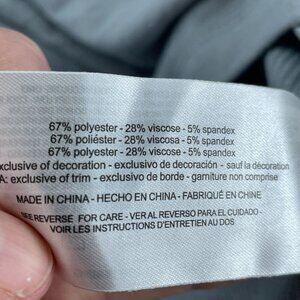 67% polyester - 28% viscose - 5% spandex
67% poliéster - 28% viscosa - 5% spandex
67% polyester - 28% viscose - 5% spandex
xclusive of decoration - exclusivo de decoración - sauf la décoration
A: exclusive of trim - exclusivo de borde - garniture non comprise
MADE IN CHINA - HECHO EN CHINA - FABRIQUÉ EN CHINE
SEE REVERSE FOR CARE - VER AL REVERSO PARA EL CUIDADO -
VOIR LES INSTRUCTIONS D'ENTRETIEN AU DOS